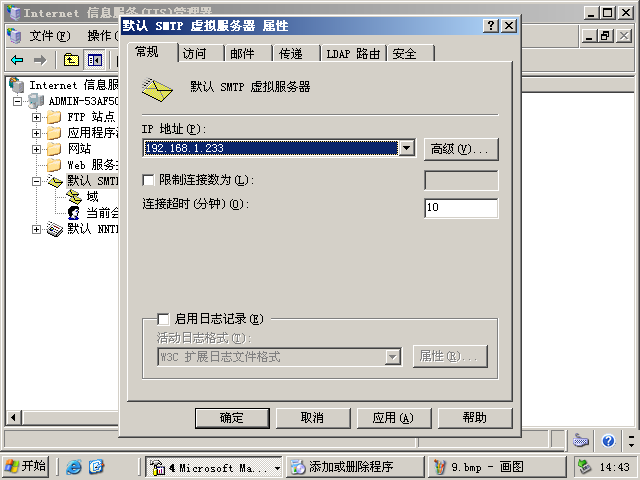 Internet 信息服务(IIS)管理器
默认 SMTP 虚拟服务器 属性
文件(F)
操作(
常规
访问
邮件
传递
LDAP 路由
安全
Internet 信息服
ADMIN-53AF50
FTP 站点
应用程序
网站
Web 服务
默认 SMT
域
当前会
默认 NNT
默认 SMTP 虚拟服务器
IP 地址(P):
192.168.1.233
高级(V)...
限制连接数为(L):
连接超时(分钟)(O):
10
启用日志记录(E)
活动日志格式(T):
W3C 扩展日志文件格式
属性(R)...
确定
取消
应用(A)
帮助
开始
4 Microsoft Ma...
添加或删除程序
9.bmp - 画图
14:43